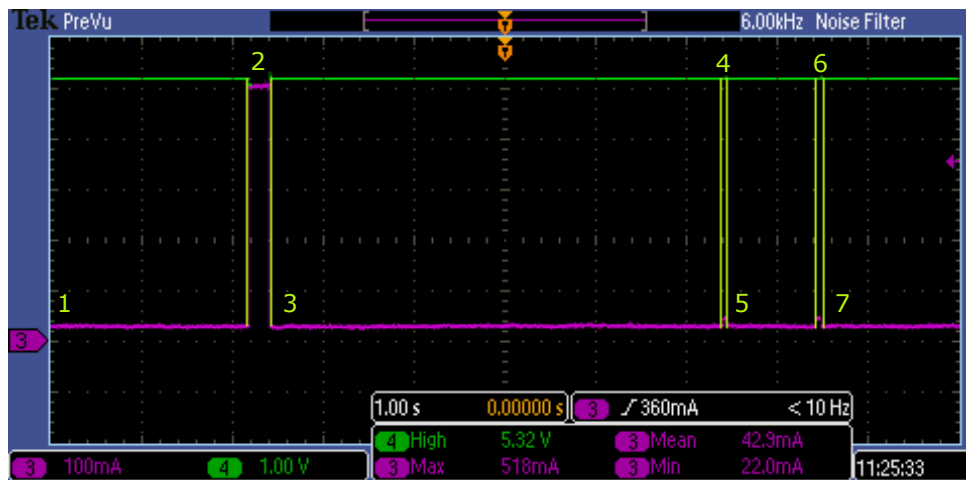 Tek PreVu
6.00kHz Noise Filter
T
T
2 4 6
1 3 5 7
3
1.00 s 0.00000 s
3 360mA < 10 Hz
4 High 5.32 V 3 Mean 42.9mA
3 Max 518mA 3 Min 22.0mA
3 100mA 4 1.00 V 11:25:33